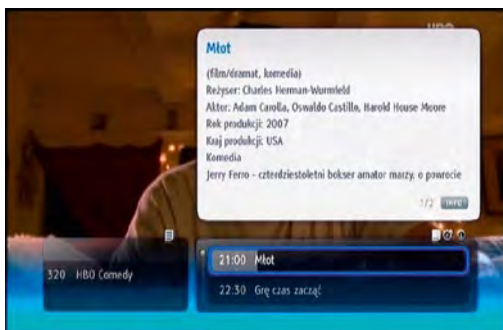 HBO
Młot
(film/dramat, komedia)
Reżyser: Charles Herman-Wurmfeld
Aktor: Adam Carolla, Oswaldo Castillo, Harold House Moore
Rok produkcji: 2007
Kraj produkcji: USA
Komedia
Jerry Ferro - czterdziestoletni bokser amator marzy, o powrocie
1/2 INFO
320 HBO Comedy
21:00 Młot
22:30 Grę czas zacząć